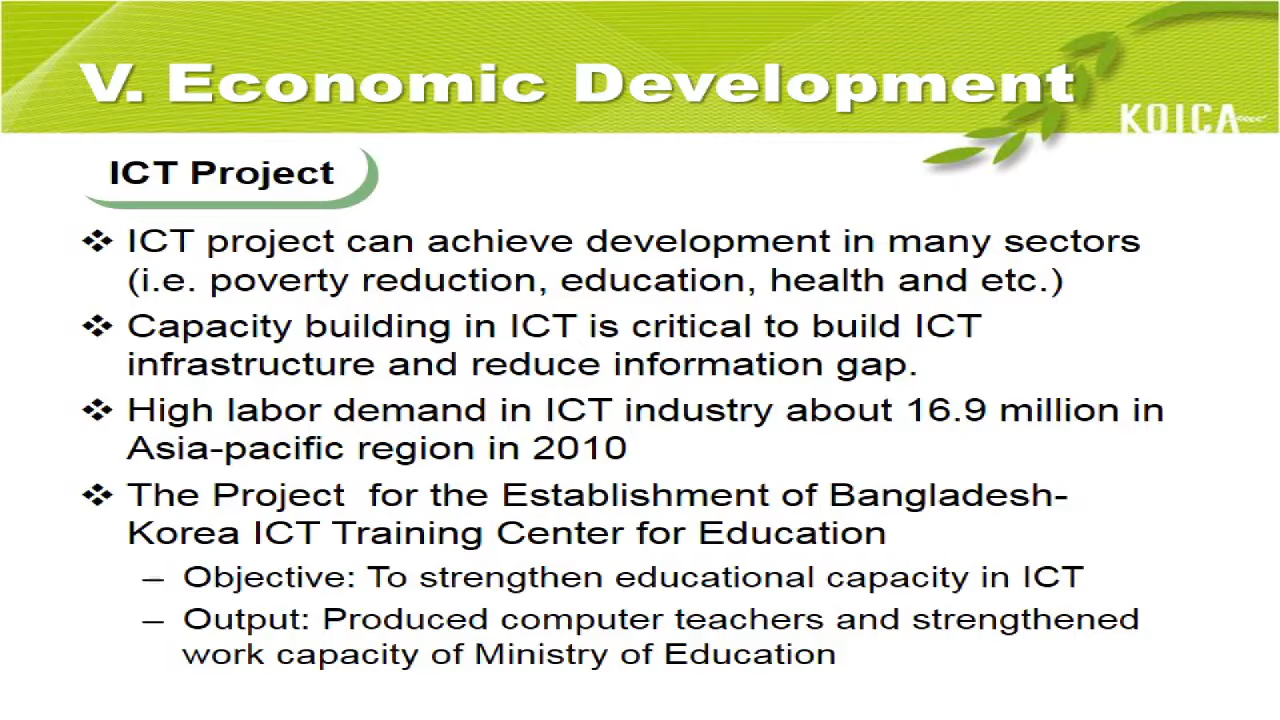 V. Economic Development
KOICA
ICT Project
❖ ICT project can achieve development in many sectors
(i.e. poverty reduction, education, health and etc.)
❖ Capacity building in ICT is critical to build ICT
infrastructure and reduce information gap.
❖ High labor demand in ICT industry about 16.9 million in
Asia-pacific region in 2010
❖ The Project  for the Establishment of Bangladesh-
Korea ICT Training Center for Education
– Objective: To strengthen educational capacity in ICT
– Output: Produced computer teachers and strengthened
work capacity of Ministry of Education